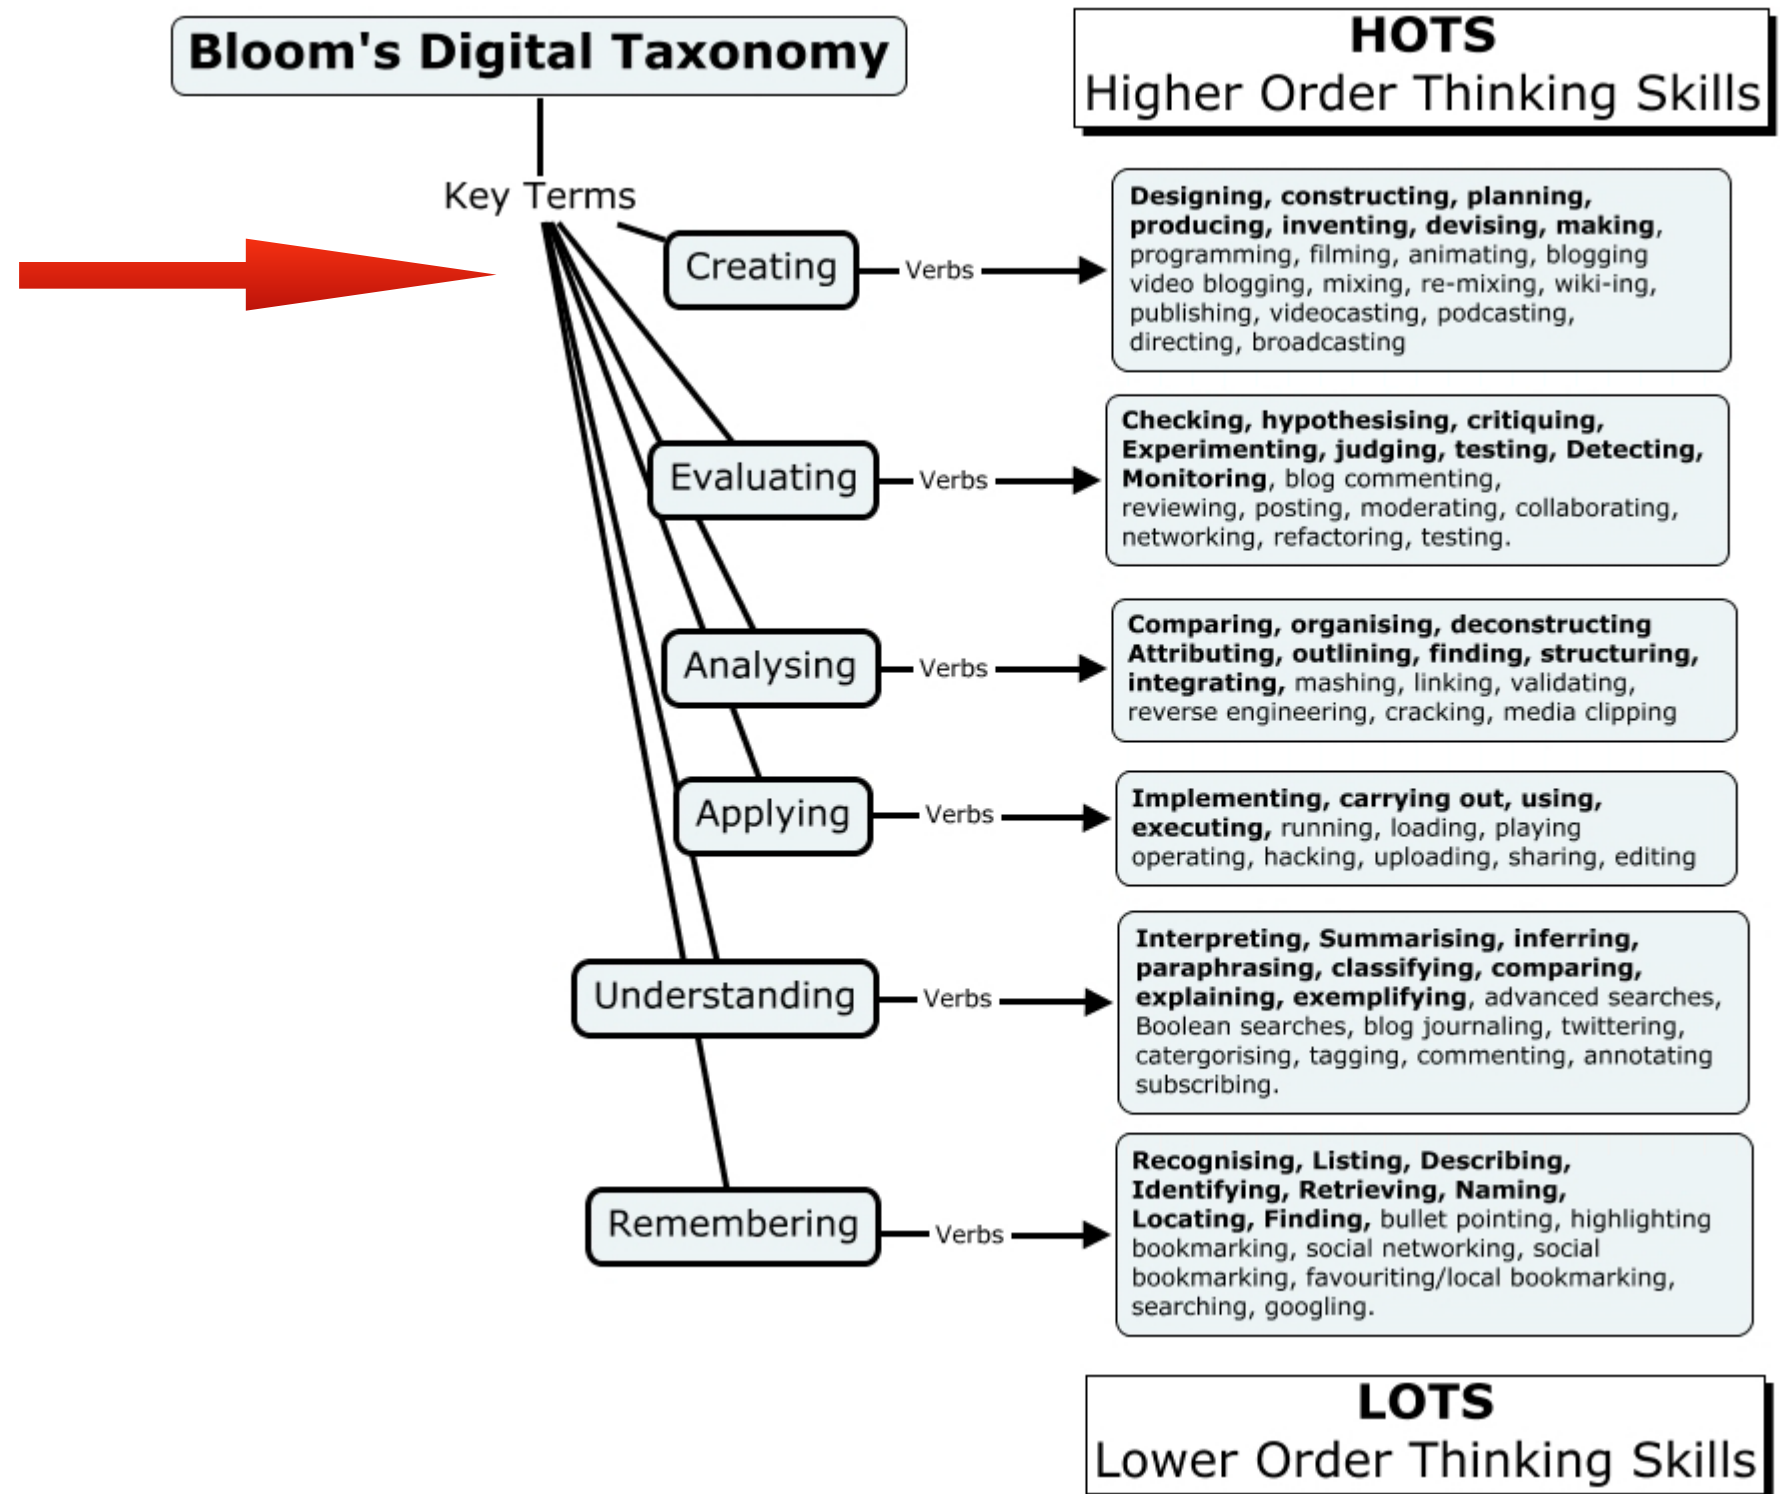 Bloom's Digital Taxonomy
HOTS
Higher Order Thinking Skills
Key Terms
Creating
Verbs
Designing, constructing, planning,
producing, inventing, devising, making,
programming, filming, animating, blogging
video blogging, mixing, re-mixing, wiki-ing,
publishing, videocasting, podcasting,
directing, broadcasting
Evaluating
Verbs
Checking, hypothesising, critiquing,
Experimenting, judging, testing, Detecting,
Monitoring, blog commenting,
reviewing, posting, moderating, collaborating,
networking, refactoring, testing.
Analysing
Verbs
Comparing, organising, deconstructing
Attributing, outlining, finding, structuring,
integrating, mashing, linking, validating,
reverse engineering, cracking, media clipping
Applying
Verbs
Implementing, carrying out, using,
executing, running, loading, playing
operating, hacking, uploading, sharing, editing
Understanding
Verbs
Interpreting, Summarising, inferring,
paraphrasing, classifying, comparing,
explaining, exemplifying, advanced searches,
Boolean searches, blog journaling, twittering,
catergorising, tagging, commenting, annotating
subscribing.
Remembering
Verbs
Recognising, Listing, Describing,
Identifying, Retrieving, Naming,
Locating, Finding, bullet pointing, highlighting
bookmarking, social networking, social
bookmarking, favouriting/local bookmarking,
searching, googling.
LOTS
Lower Order Thinking Skills